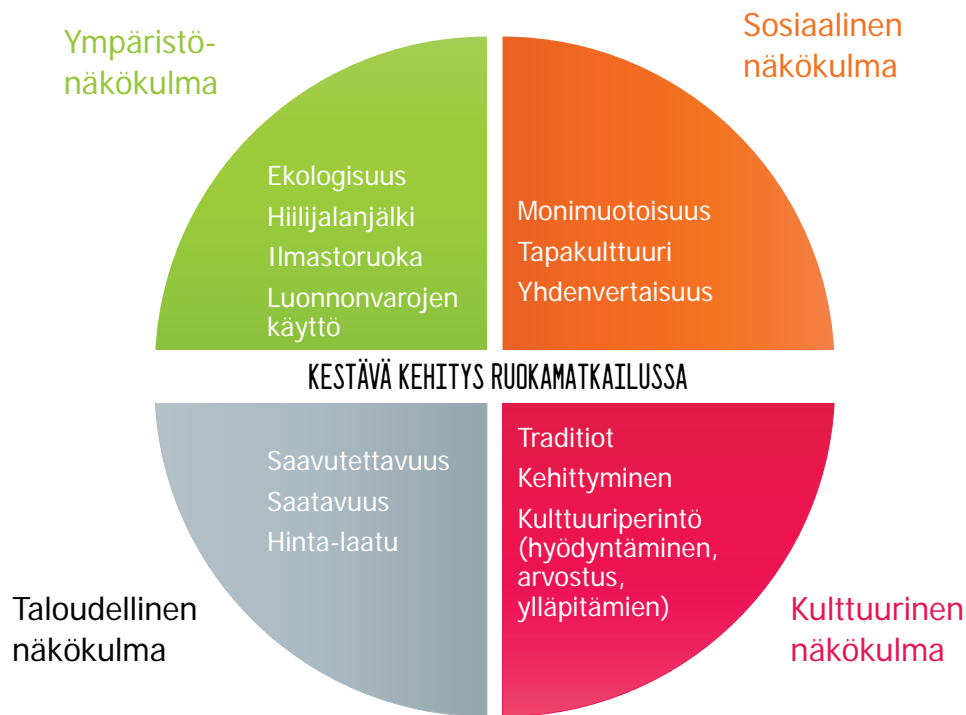 Ympäristö-
näkökulma
Sosiaalinen
näkökulma
Ekologisuus
Hiilijalanjälki
Ilmastoruoka
Luonnonvarojen
käyttö
Monimuotoisuus
Tapakulttuuri
Yhdenvertaisuus
KESTÄVÄ KEHITYS RUOKAMATKAILUSSA
Saavutettavuus
Saatavuus
Hinta-laatu
Traditiot
Kehittyminen
Kulttuuriperintö
(hyödyntäminen,
arvostus,
ylläpitämien)
Taloudellinen
näkökulma
Kulttuurinen
näkökulma